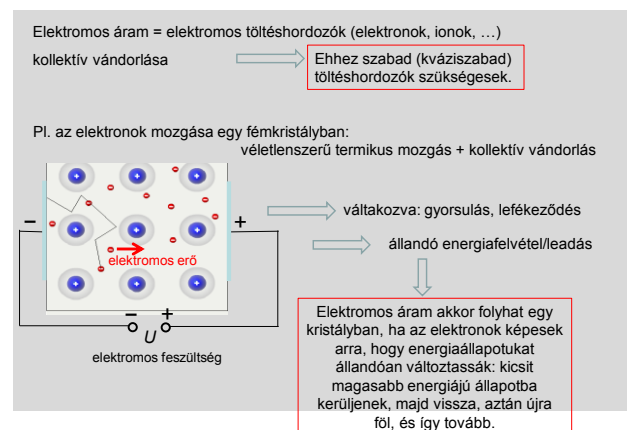 Elektromos áram = elektromos töltéshordozók (elektronok, ionok, …)
kollektív vándorlása
Ehhez szabad (kváziszabad)
töltéshordozók szükségesek.
Pl. az elektronok mozgása egy fémkristályban:
véletlenszerű termikus mozgás + kollektív vándorlás
– +
elektromos erő
– +
U
elektromos feszültség
váltakozva: gyorsulás, lefékeződés
állandó energiafelvétel/leadás
Elektromos áram akkor folyhat egy
kristályban, ha az elektronok képesek
arra, hogy energiaállapotukat
állandóan változtassák: kicsit
magasabb energiájú állapotba
kerüljenek, majd vissza, aztán újra
föl, és így tovább.